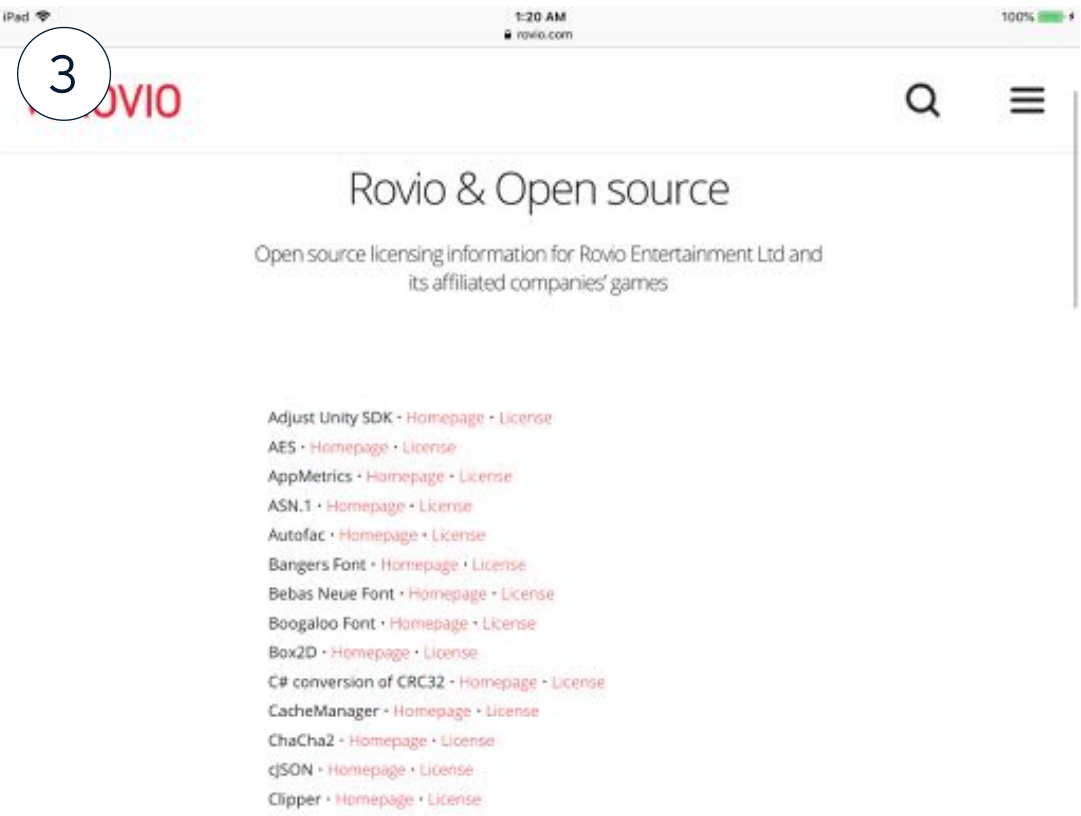 iPad
1:20 AM
100%
rovio.com
3
OVIO
Rovio & Open source
Open source licensing information for Rovio Entertainment Ltd and
its affiliated companies' games
Adjust Unity SDK • Homepage • License
AES • Homepage • License
AppMetrics • Homepage • License
ASN.1 • Homepage • License
Autofac • Homepage • License
Bangers Font • Homepage • License
Bebas Neue Font • Homepage • License
Boogaloo Font • Homepage • License
Box2D • Homepage • License
C# conversion of CRC32 • Homepage • License
CacheManager • Homepage • License
ChaCha2 • Homepage • License
cJSON • Homepage • License
Clipper • Homepage • License